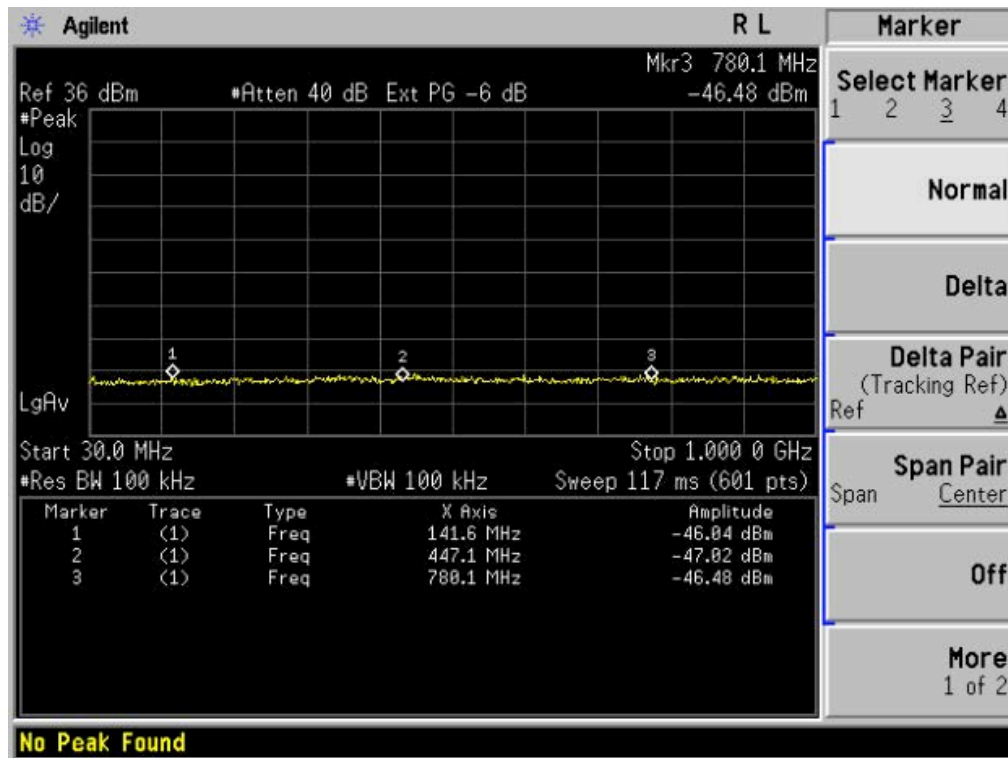 Agilent R L Marker
Mkr3 780.1 MHz
Ref 36 dBm #Atten 40 dB Ext PG -6 dB -46.48 dBm
#Peak
Log
10
dB/
1 2 3
LgAv
Start 30.0 MHz Stop 1.000 0 GHz
#Res BW 100 kHz #VBW 100 kHz Sweep 117 ms (601 pts)
Marker Trace Type X Axis Amplitude
1 (1) Freq 141.6 MHz -46.04 dBm
2 (1) Freq 447.1 MHz -47.02 dBm
3 (1) Freq 780.1 MHz -46.48 dBm
Select Marker
1 2 3 4
Normal
Delta
Delta Pair
(Tracking Ref)
Ref Δ
Span Pair
Span Center
Off
More
1 of 2
No Peak Found